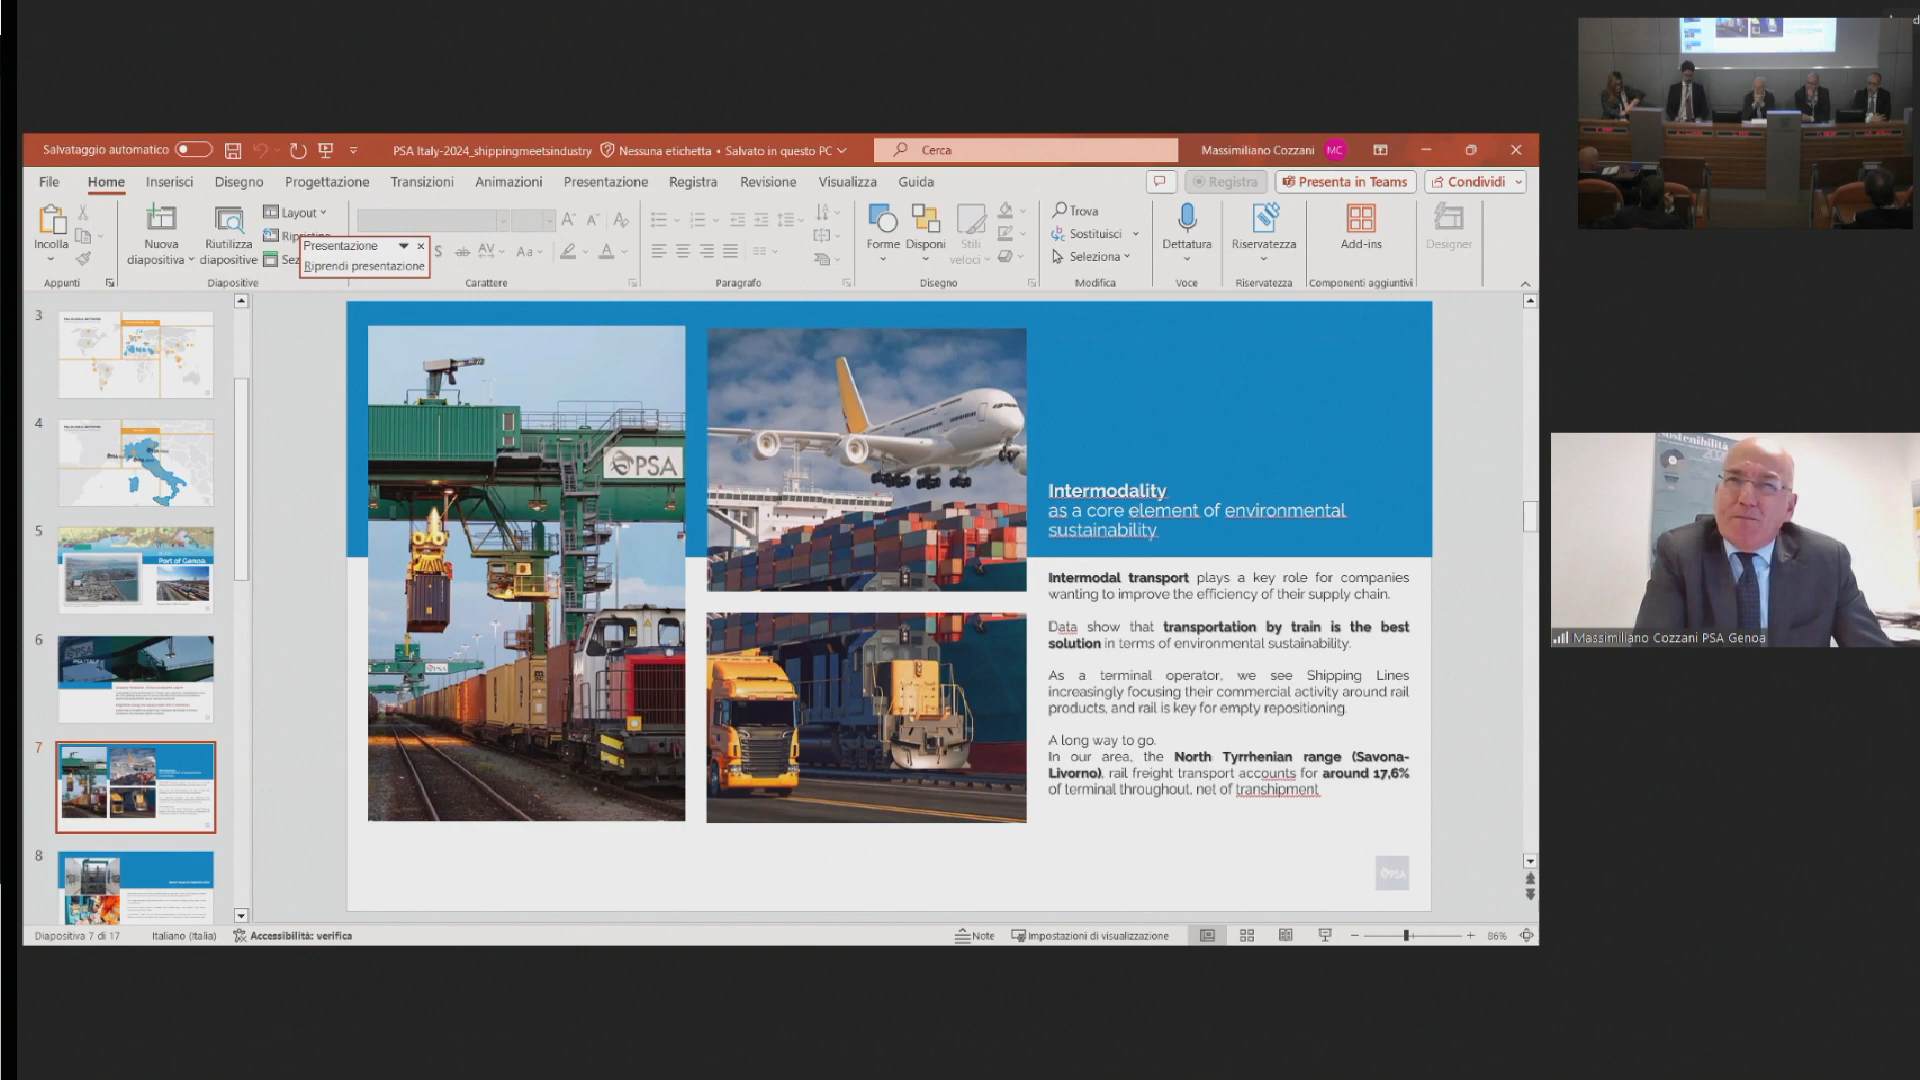 Salvataggio automatico
PSA Italy-2024_shippingmeetsindustry
Nessuna etichetta • Salvato in questo PC
Cerca
Massimiliano Cozzani
MC
File
Home
Inserisci
Disegno
Progettazione
Transizioni
Animazioni
Presentazione
Registra
Revisione
Visualizza
Guida
Registra
Presenta in Teams
Condividi
Incolla
Appunti
Nuova
diapositiva
Riutilizza
diapositive
Layout
Diapositive
Presentazione
Riprendi presentazione
Carattere
Paragrafo
Forme
Disponi
Stili
veloci
Disegno
Trova
Sostituisci
Seleziona
Modifica
Dettatura
Voce
Riservatezza
Riservatezza
Add-ins
Componenti aggiuntivi
Designer
3
4
5
Port of Genoa
6
7
8
PSA
Intermodality
as a core element of environmental
sustainability
Intermodal transport plays a key role for companies
wanting to improve the efficiency of their supply chain.
Data show that transportation by train is the best
solution in terms of environmental sustainability.
As a terminal operator, we see Shipping Lines
increasingly focusing their commercial activity around rail
products, and rail is key for empty repositioning.
A long way to go.
In our area, the North Tyrrhenian range (Savona-
Livorno), rail freight transport accounts for around 17,6%
of terminal throughout, net of transhipment
PSA
Diapositiva 7 di 17
Italiano (Italia)
Accessibilità: verifica
Note
Impostazioni di visualizzazione
86%
Sostenibilità
Massimiliano Cozzani PSA Genoa